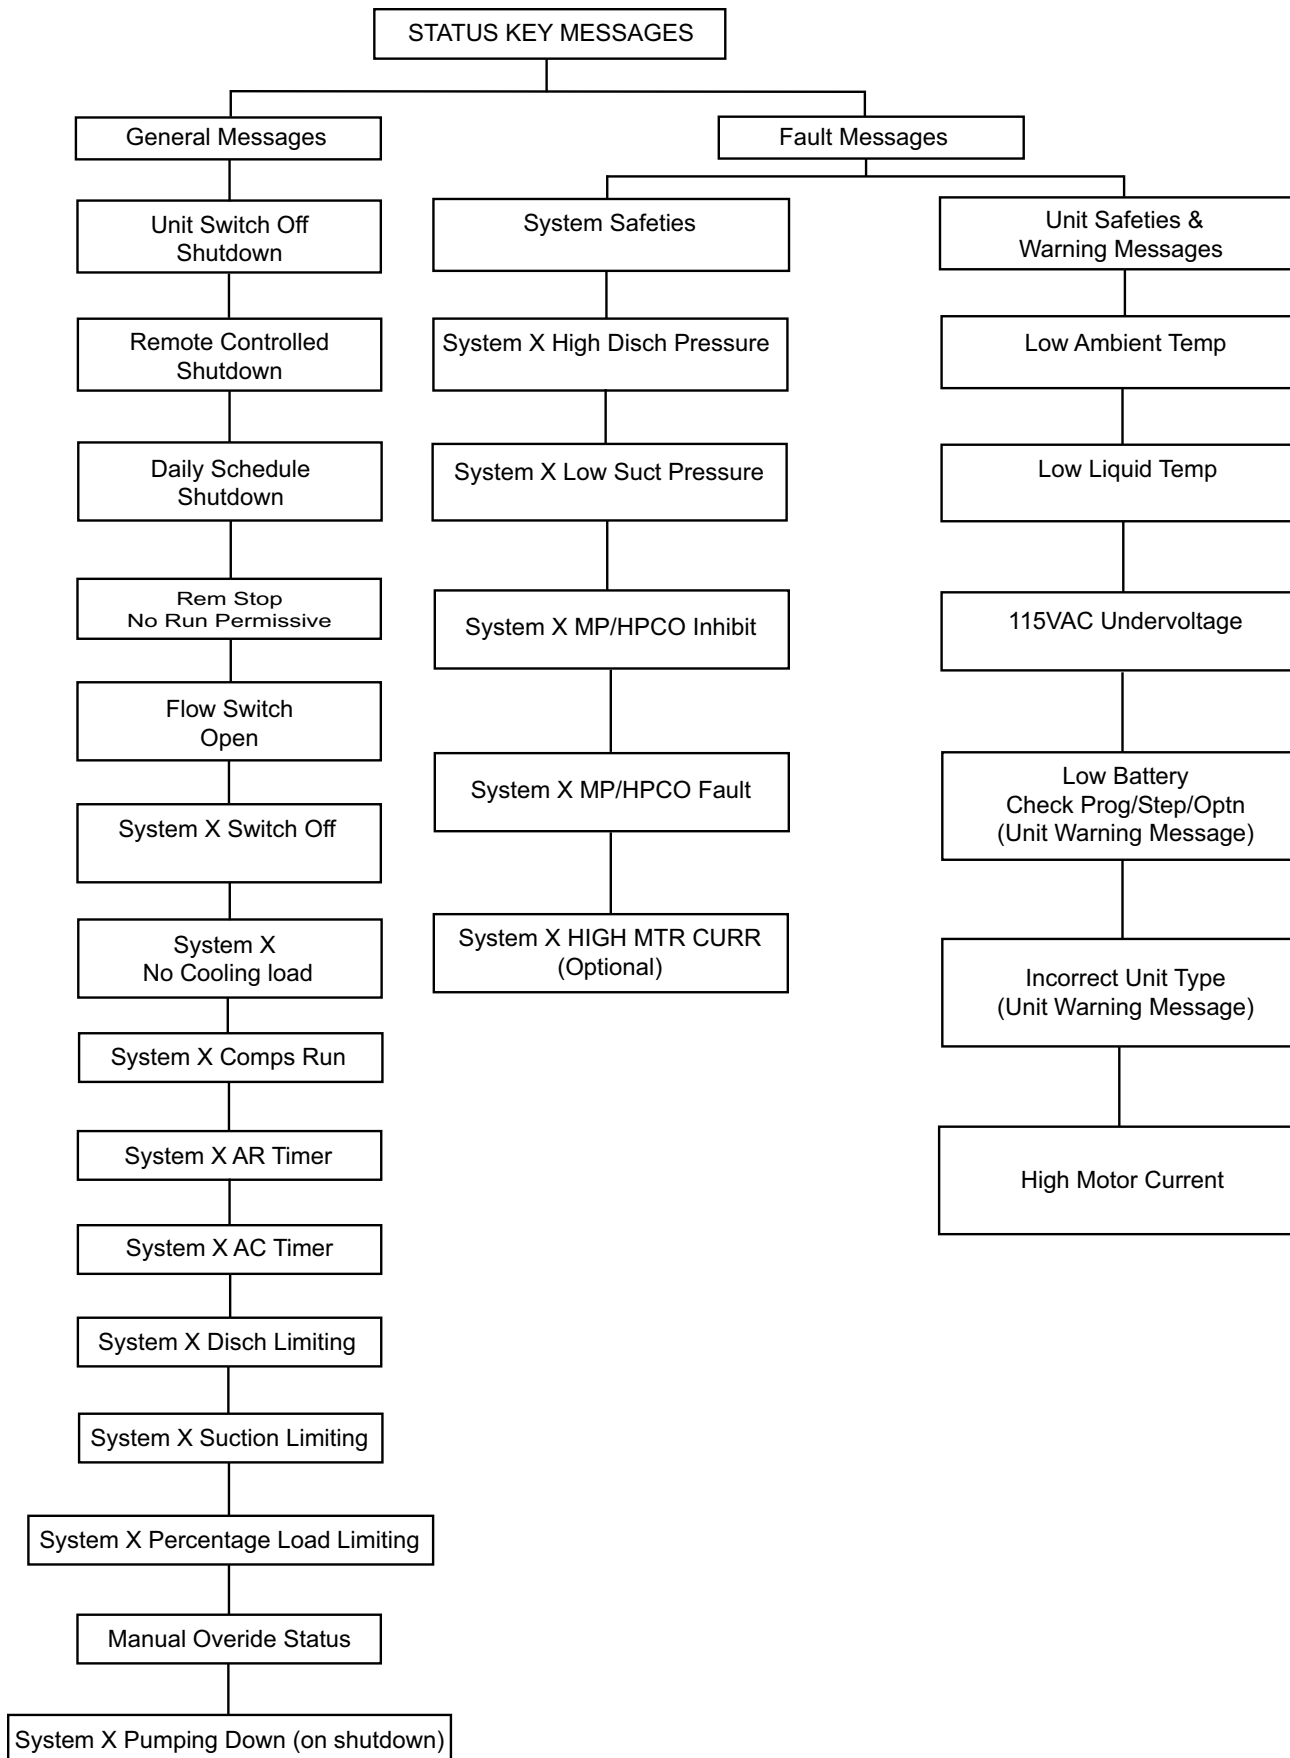 STATUS KEY MESSAGES
General Messages
Unit Switch Off
Shutdown
Remote Controlled
Shutdown
Daily Schedule
Shutdown
Rem Stop
No Run Permissive
Flow Switch
Open
System X Switch Off
System X
No Cooling load
System X Comps Run
System X AR Timer
System X AC Timer
System X Disch Limiting
System X Suction Limiting
System X Percentage Load Limiting
Manual Overide Status
System X Pumping Down (on shutdown)
Fault Messages
System Safeties
System X High Disch Pressure
System X Low Suct Pressure
System X MP/HPCO Inhibit
System X MP/HPCO Fault
System X HIGH MTR CURR
(Optional)
Unit Safeties &
Warning Messages
Low Ambient Temp
Low Liquid Temp
115VAC Undervoltage
Low Battery
Check Prog/Step/Optn
(Unit Warning Message)
Incorrect Unit Type
(Unit Warning Message)
High Motor Current